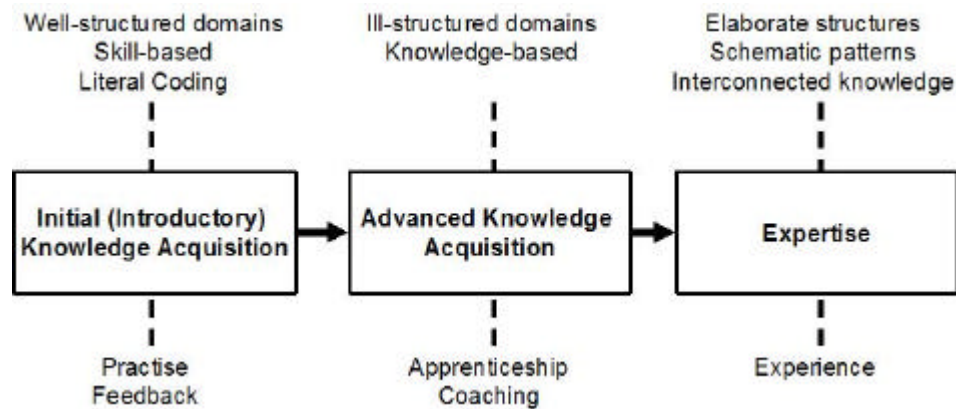 Well-structured domains
Skill-based
Literal Coding
Ill-structured domains
Knowledge-based
Elaborate structures
Schematic patterns
Interconnected knowledge
Initial (Introductory)
Knowledge Acquisition
Advanced Knowledge
Acquisition
Expertise
Practise
Feedback
Apprenticeship
Coaching
Experience